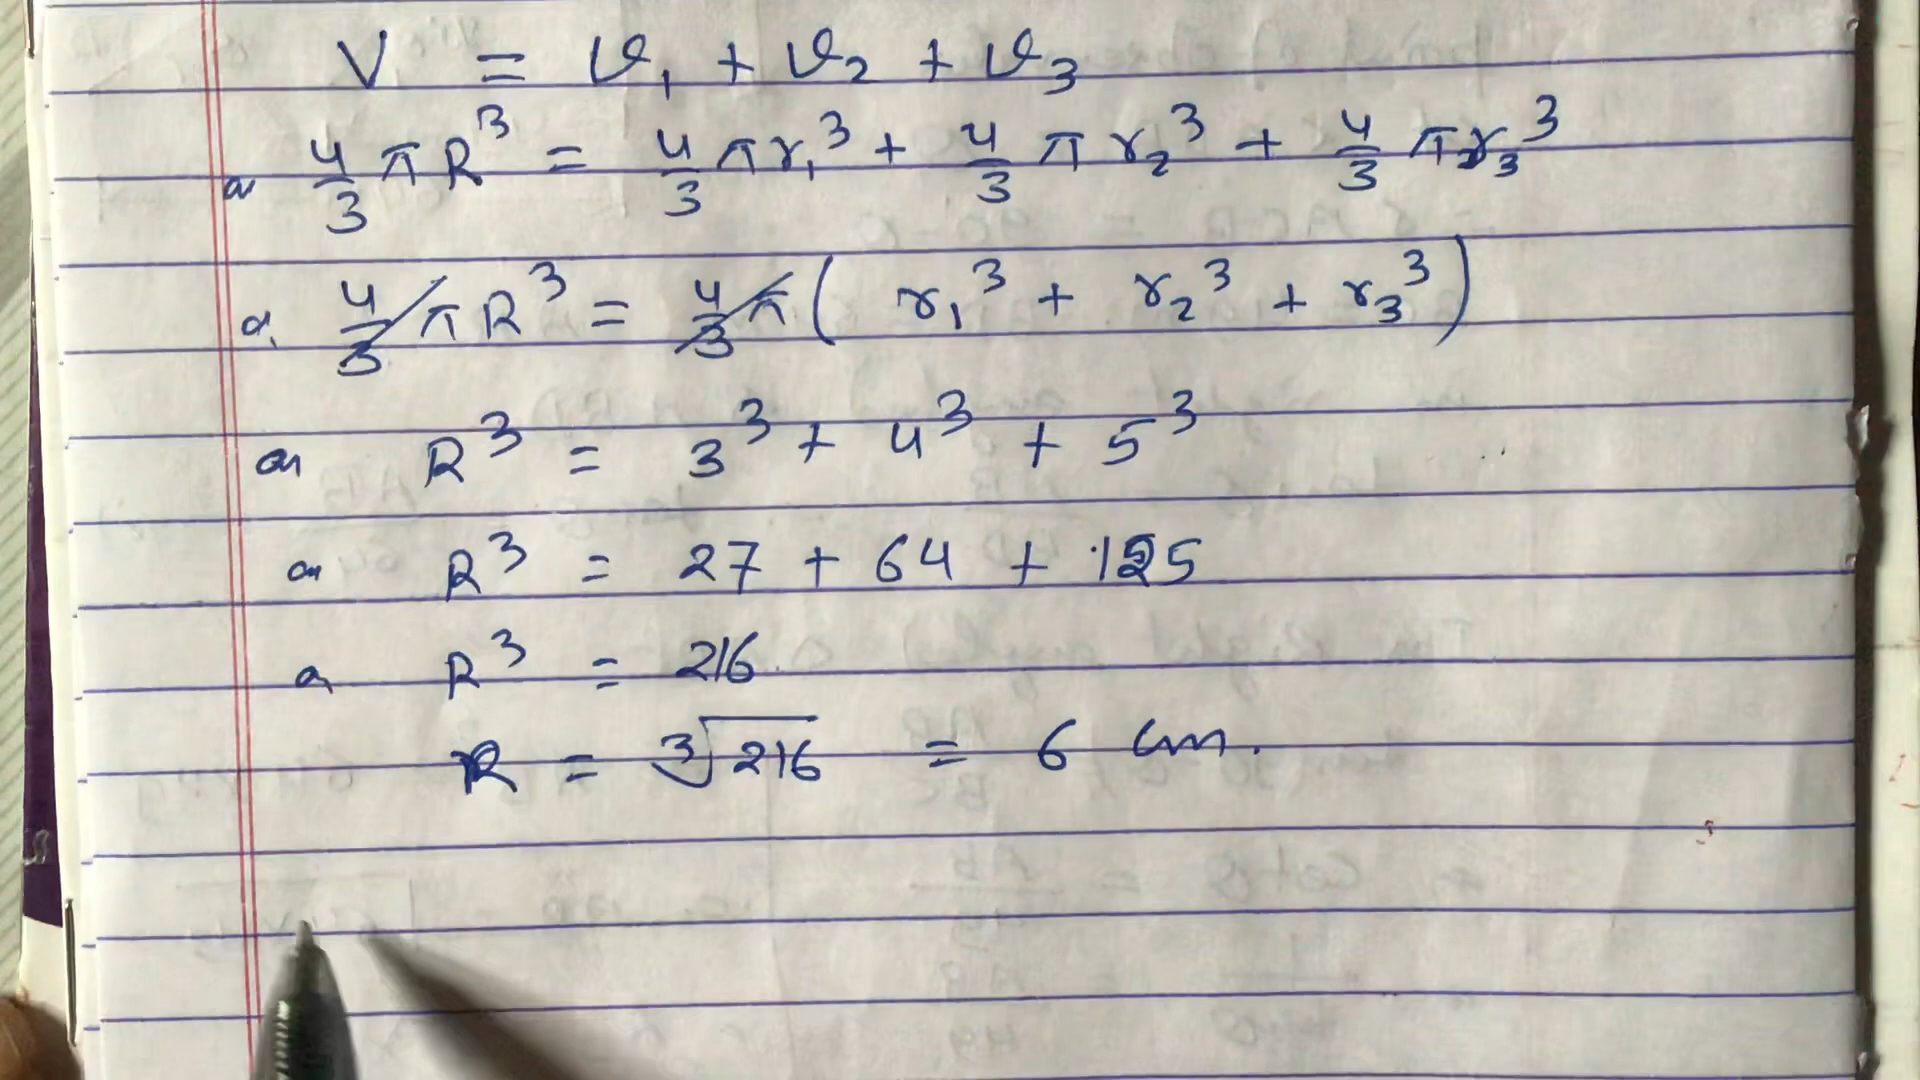 V = v₁ + v₂ + v₃
or 4/3 πR³ = 4/3 πr₁³ + 4/3 πr₂³ + 4/3 πr₃³
or 4/3 πR³ = 4/3 π( r₁³ + r₂³ + r₃³ )
or R³ = 3³ + 4³ + 5³
or R³ = 27 + 64 + 125
or R³ = 216
R = ³√216 = 6 cm.